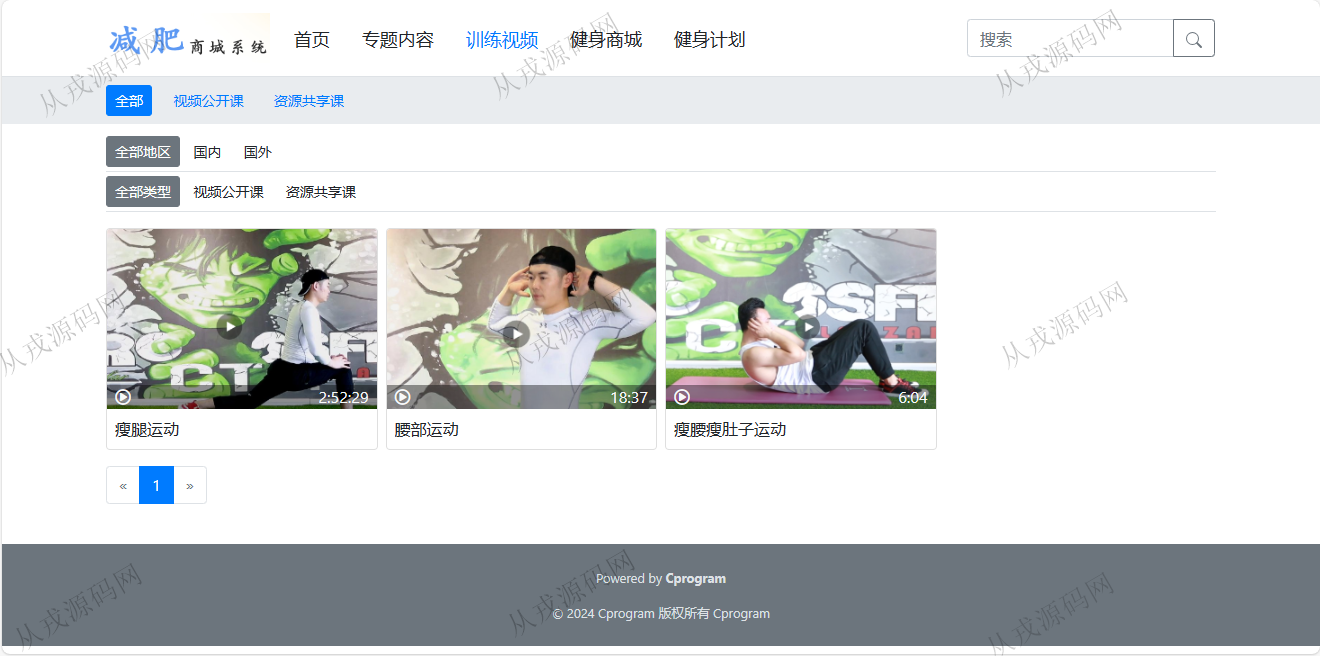 减肥商城系统
首页
专题内容
训练视频
健身商城
健身计划
搜索
全部
视频公开课
资源共享课
全部地区
国内
国外
全部类型
视频公开课
资源共享课
2:52:29
18:37
6:04
瘦腿运动
腰部运动
瘦腰瘦肚子运动
«
1
»
Powered by Cprogram
© 2024 Cprogram 版权所有 Cprogram
从戎源码网
从戎源码网
从戎源码网
从戎源码网
从戎源码网
从戎源码网
从戎源码网
从戎源码网
从戎源码网